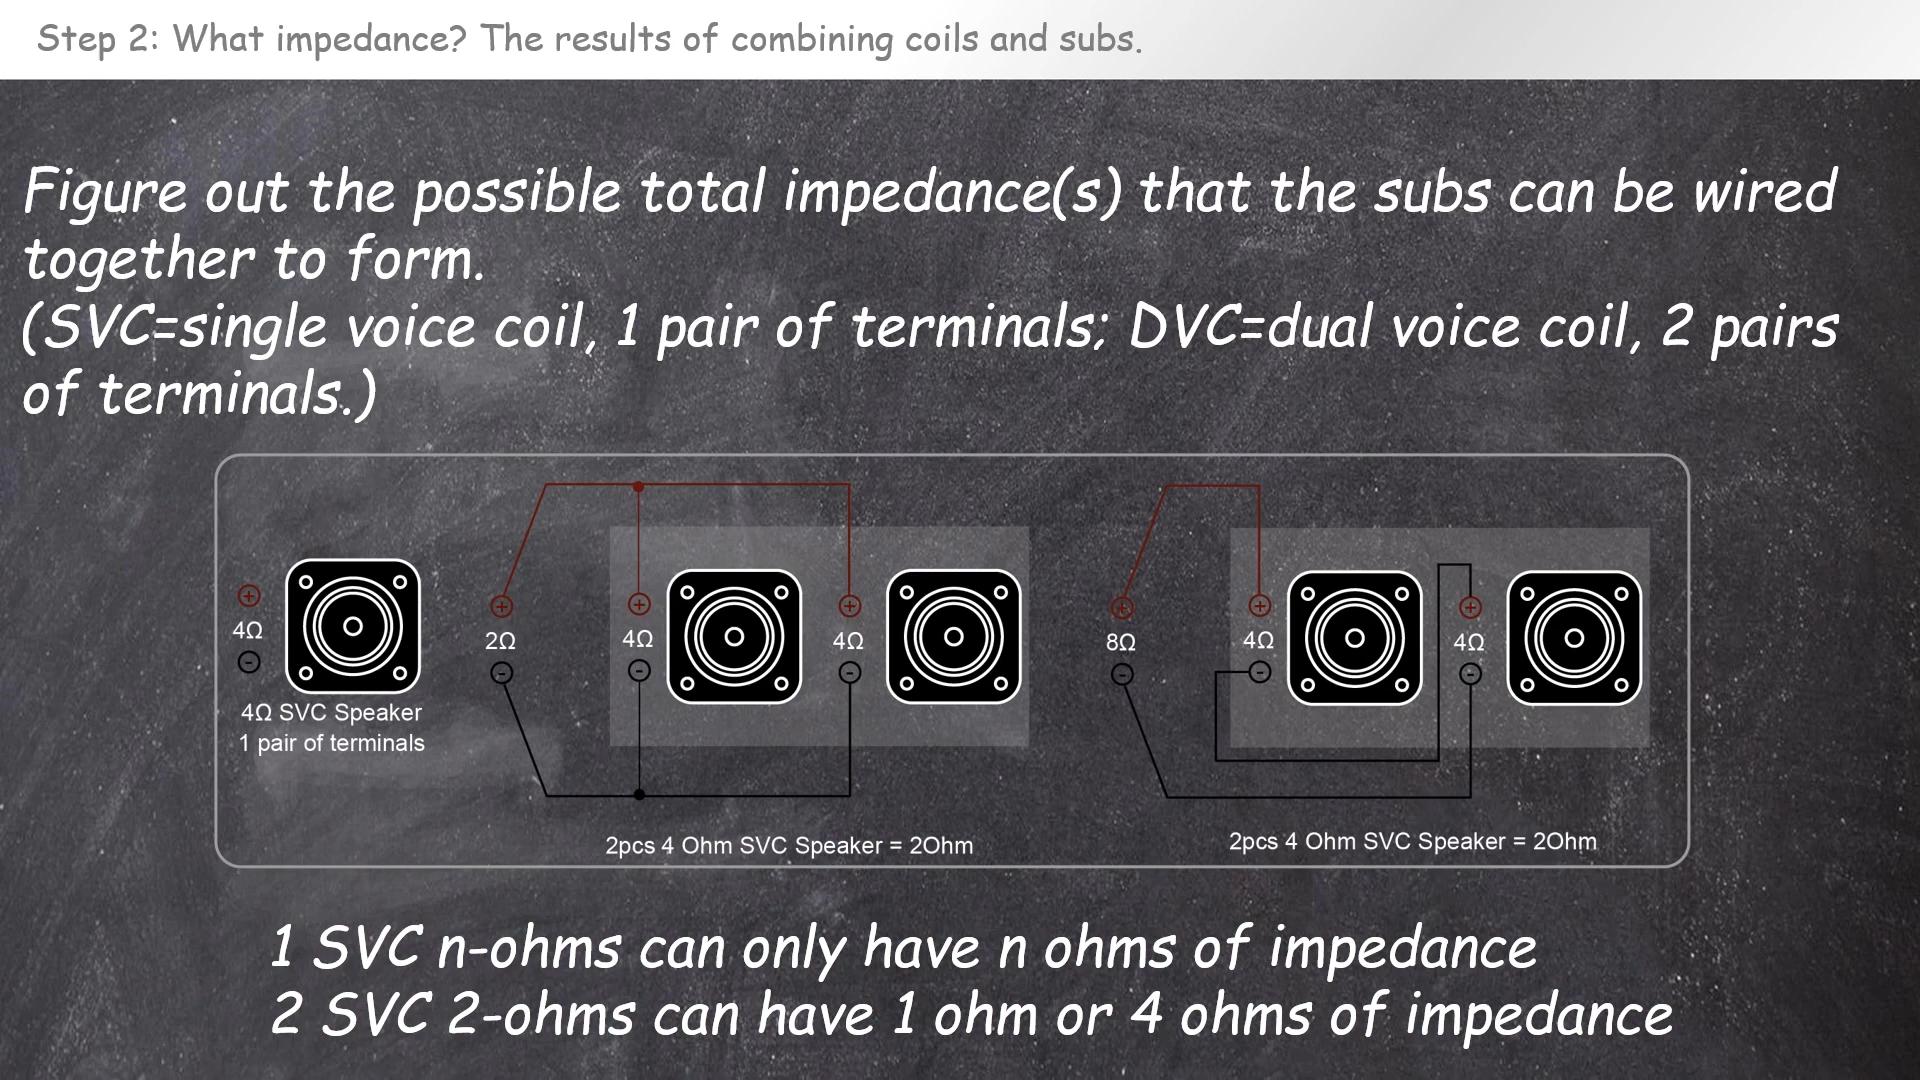 Step 2: What impedance? The results of combining coils and subs.
Figure out the possible total impedance(s) that the subs can be wired
together to form.
(SVC=single voice coil, 1 pair of terminals; DVC=dual voice coil, 2 pairs
of terminals.)
+
4Ω
-
4Ω SVC Speaker
1 pair of terminals
+
2Ω
-
+
4Ω
-
+
4Ω
-
2pcs 4 Ohm SVC Speaker = 2Ohm
+
8Ω
-
+
4Ω
-
+
4Ω
-
2pcs 4 Ohm SVC Speaker = 2Ohm
1 SVC n-ohms can only have n ohms of impedance
2 SVC 2-ohms can have 1 ohm or 4 ohms of impedance